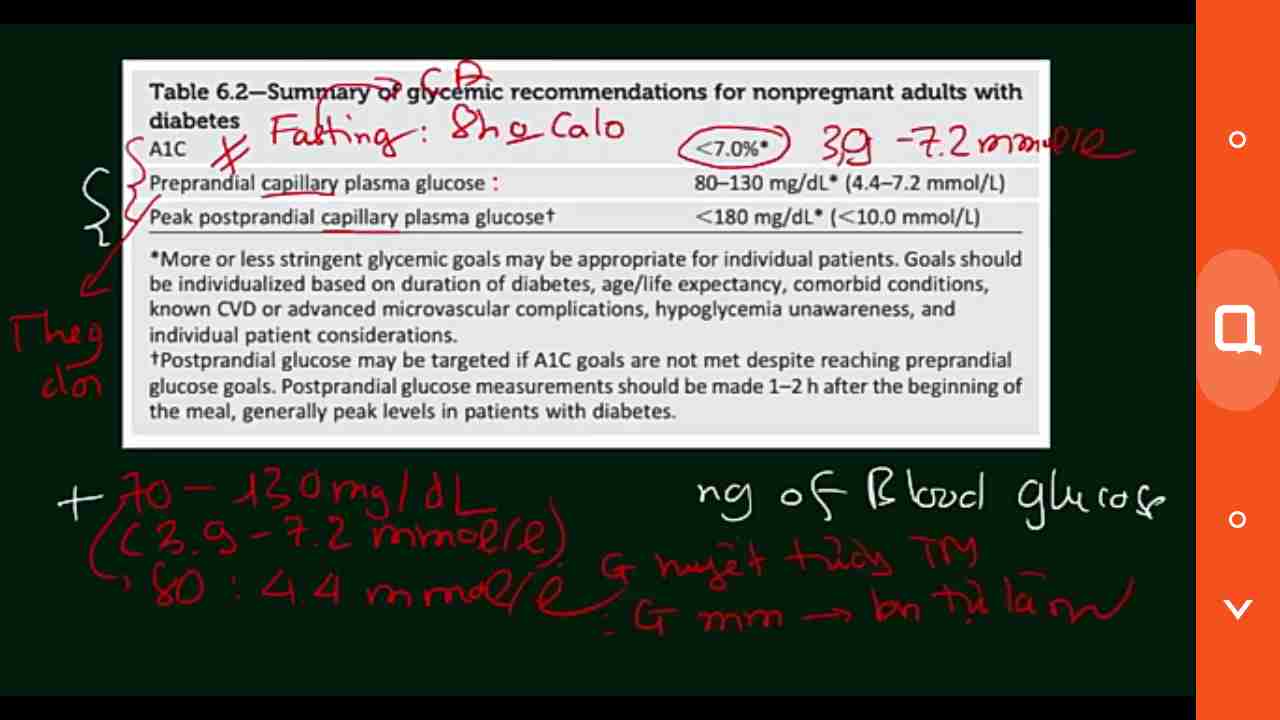 Table 6.2—Summary of glycemic recommendations for nonpregnant adults with
diabetes
Fasting : 8h o Calo
A1C <7.0%* 3,9 -7.2 mmol/l
Preprandial capillary plasma glucose : 80–130 mg/dL* (4.4–7.2 mmol/L)
Peak postprandial capillary plasma glucose† <180 mg/dL* (<10.0 mmol/L)
*More or less stringent glycemic goals may be appropriate for individual patients. Goals should
be individualized based on duration of diabetes, age/life expectancy, comorbid conditions,
known CVD or advanced microvascular complications, hypoglycemia unawareness, and
individual patient considerations.
†Postprandial glucose may be targeted if A1C goals are not met despite reaching preprandial
glucose goals. Postprandial glucose measurements should be made 1–2 h after the beginning of
the meal, generally peak levels in patients with diabetes.
+ 70 - 130 mg/dL
(3.9 - 7.2 mmol/l)
80 : 4.4 mmol/l
ng of Blood glucose
G huyết TM
G mm → bn tự làm